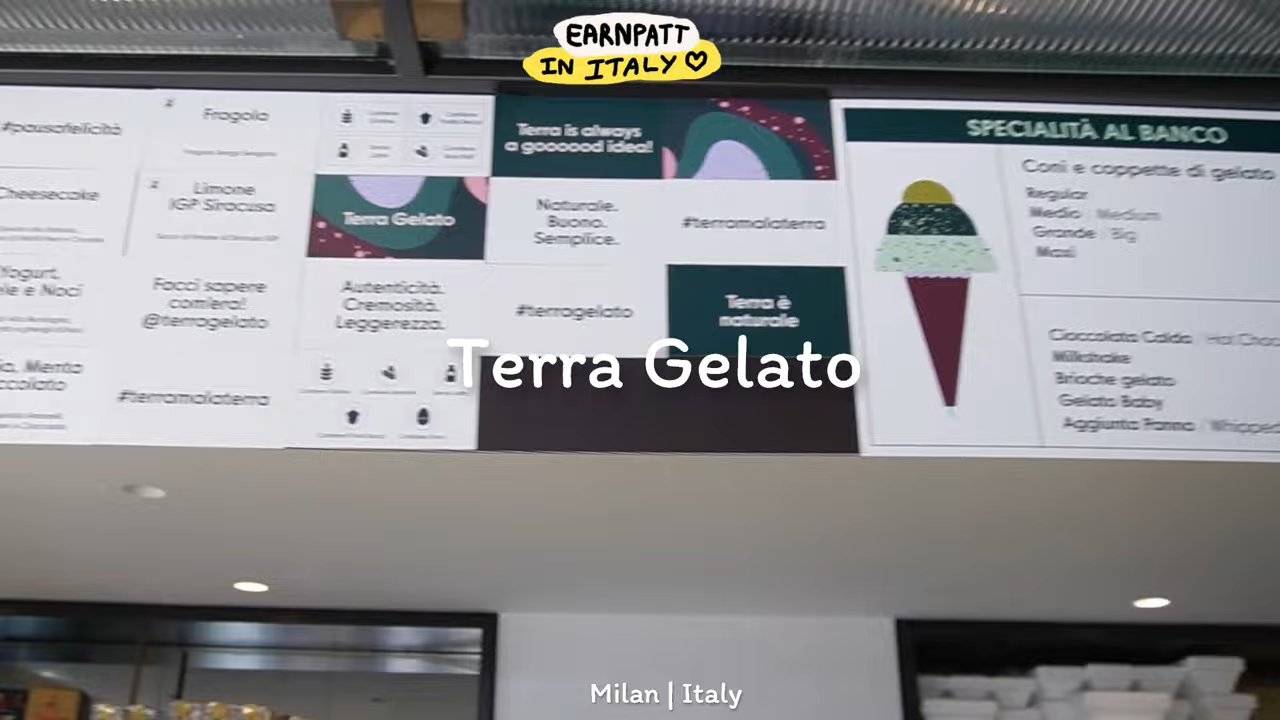 EARNPATT
IN ITALY
#pausafelicità
Fragola
Cheesecake
Limone
IGP Siracusa
Yogurt,
e Noci
Facci sapere
com'era!
@terragelato
Menta
#terramolaterra
Terra Gelato
Autenticità.
Cremosità.
Leggerezza.
Terra is always
a goooood idea!
Naturale.
Buono.
Semplice.
#terramolaterra
#terragelato
Terra è
naturale
SPECIALITÀ AL BANCO
Coni e coppette di gelato
Regular
Medio / Medium
Grande / Big
Maxi
Cioccolata Calda / Hot
Milkshake
Brioche gelato
Gelato Baby
Aggiunta Panna / Whipped
Terra Gelato
Milan | Italy